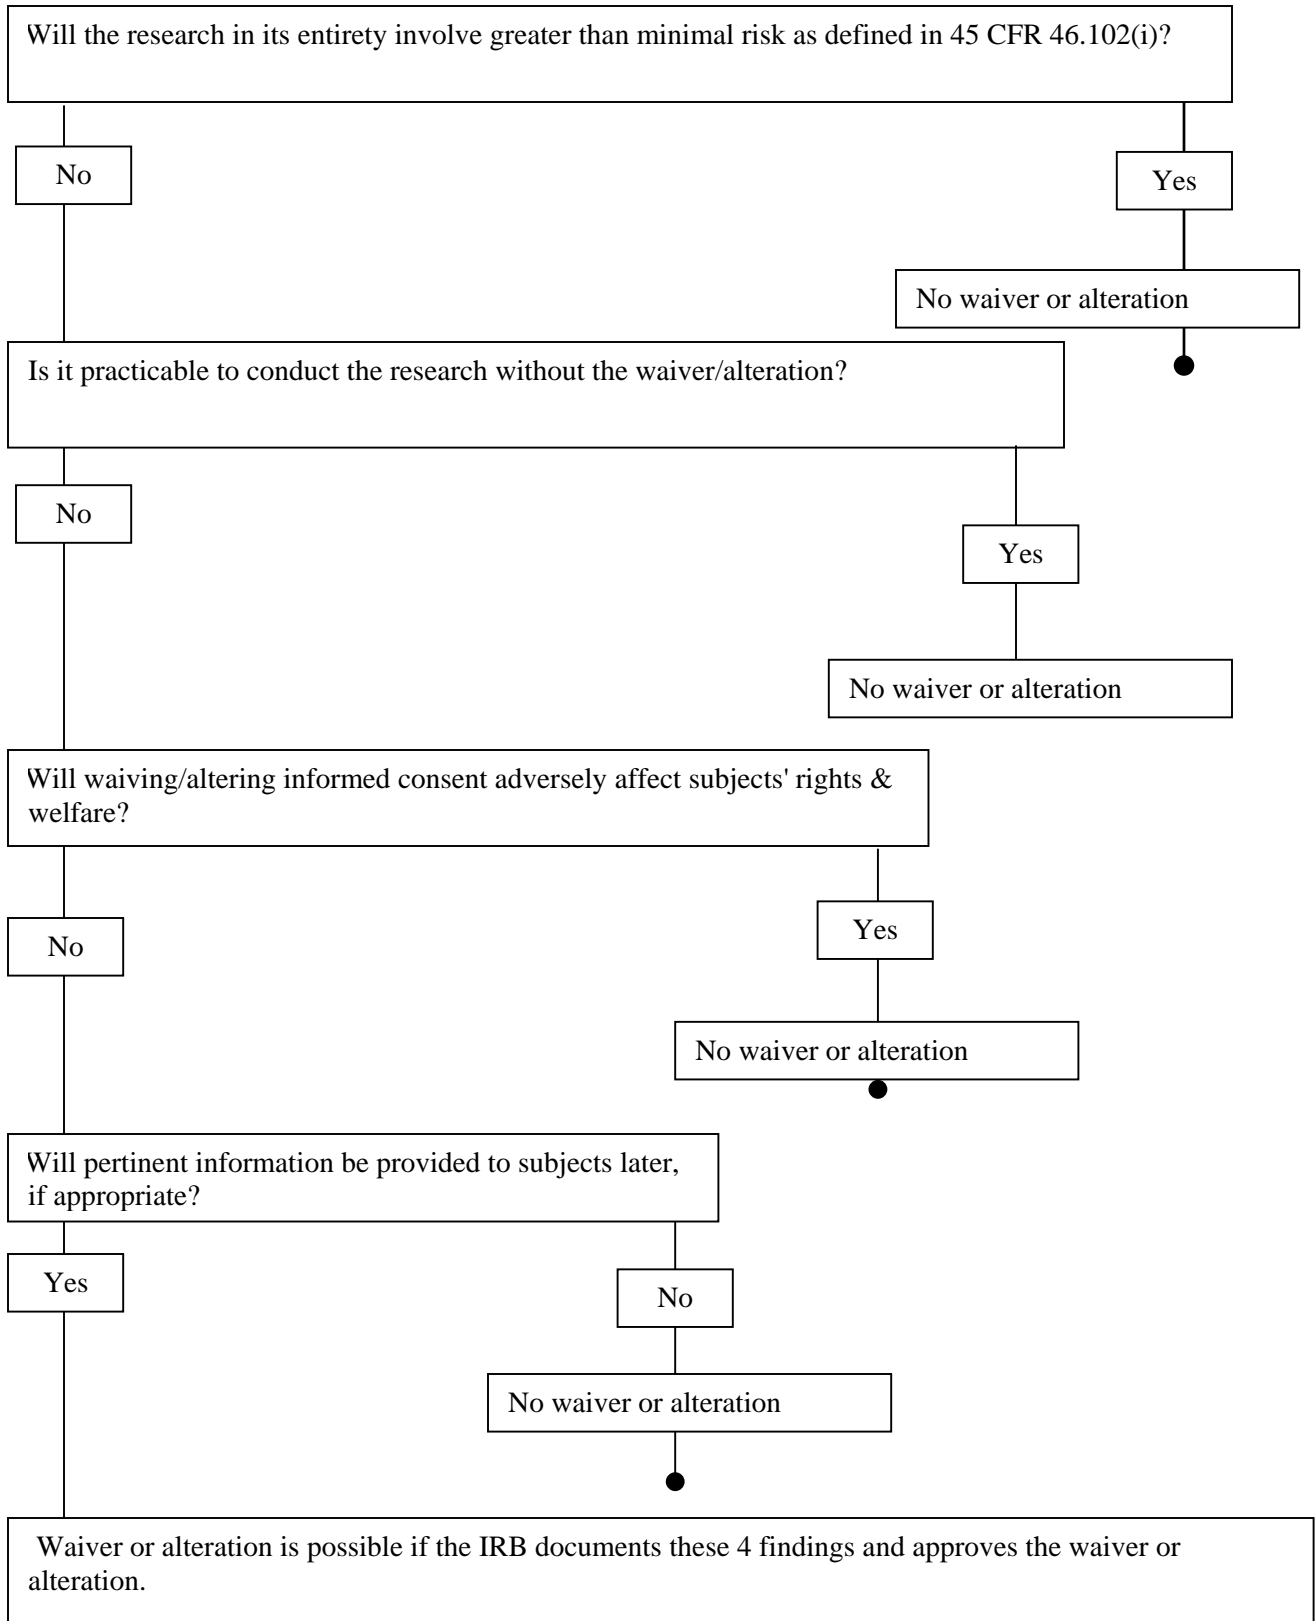 Will the research in its entirety involve greater than minimal risk as defined in 45 CFR 46.102(i)?
No
Yes
No waiver or alteration
Is it practicable to conduct the research without the waiver/alteration?
No
Yes
No waiver or alteration
Will waiving/altering informed consent adversely affect subjects' rights &
welfare?
No
Yes
No waiver or alteration
Will pertinent information be provided to subjects later,
if appropriate?
Yes
No
No waiver or alteration
Waiver or alteration is possible if the IRB documents these 4 findings and approves the waiver or
alteration.